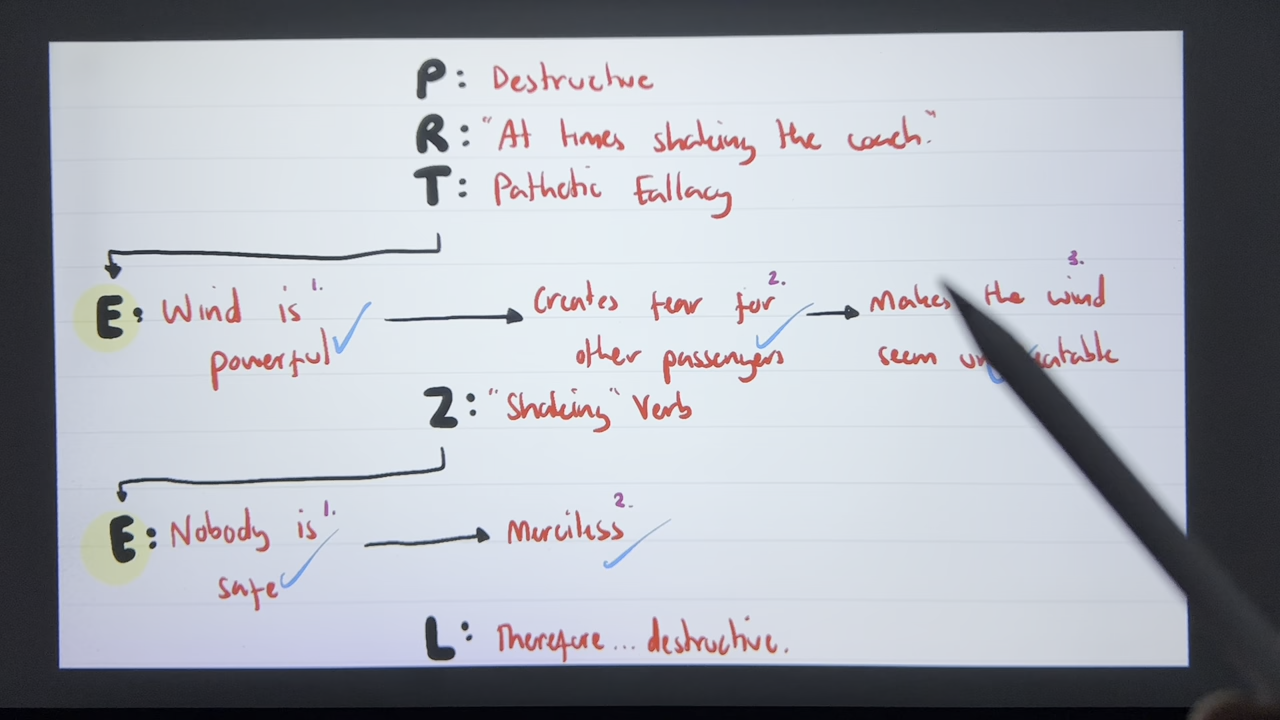 P: Destructive
R: "At times shaking the coach."
T: Pathetic Fallacy
1. 2. 3.
E: Wind is Creates fear for Makes the wind
powerful other passengers seem
Z: "Shaking" Verb
1. 2.
E: Nobody is Merciless
safe
L: Therefore... destructive.